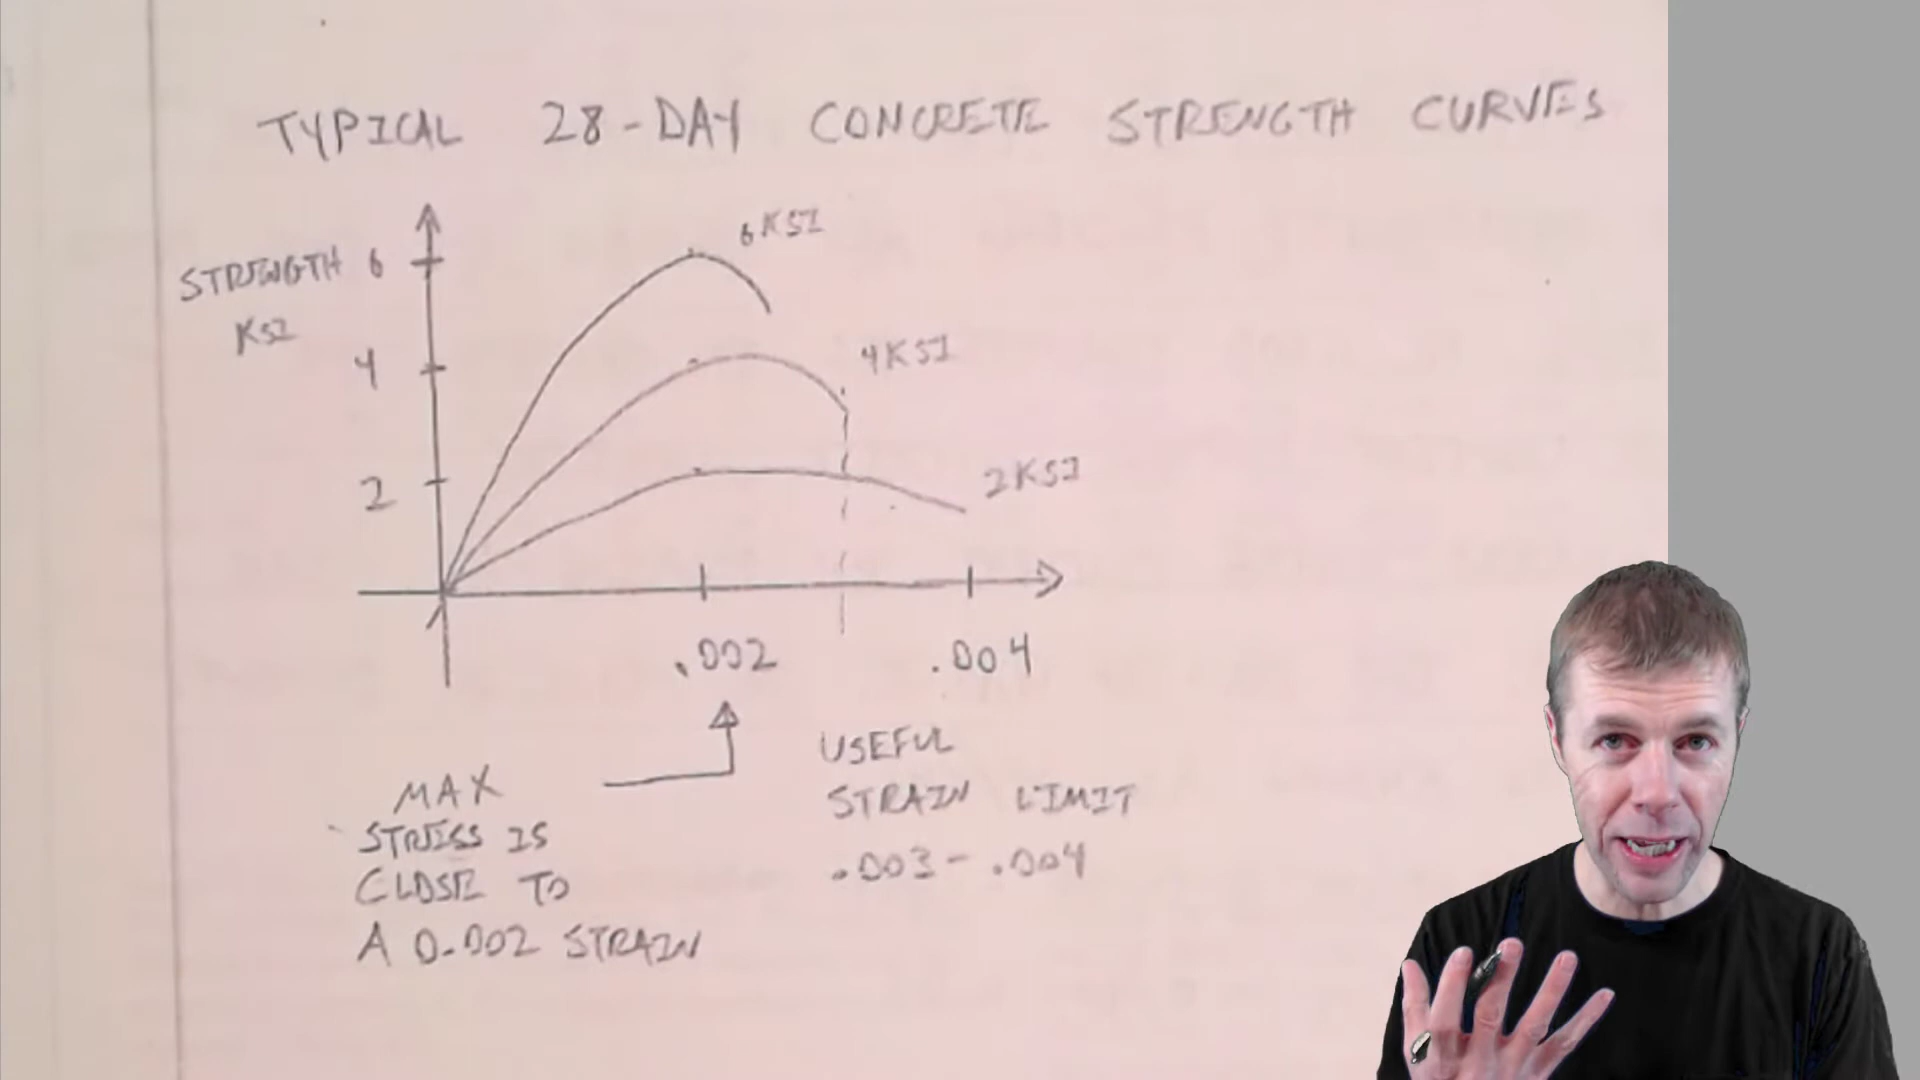 TYPICAL 28-DAY CONCRETE STRENGTH CURVES
6 KSI
STRENGTH 6
KSI
4
4 KSI
2
2 KSI
.002
.004
MAX
STRESS IS
CLOSE TO
A 0.002 STRAIN
USEFUL
STRAIN LIMIT
.003 - .004